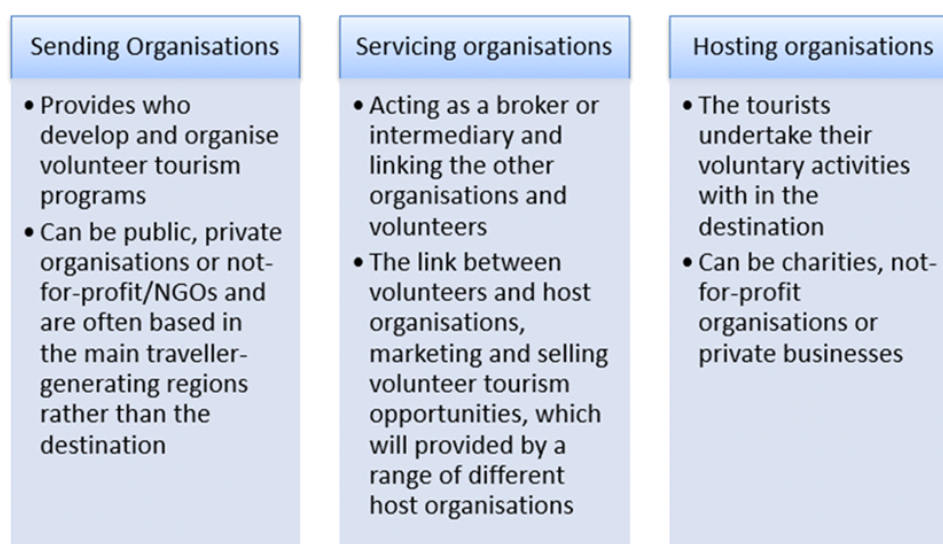 Sending Organisations
• Provides who
develop and organise
volunteer tourism
programs
• Can be public, private
organisations or not-
for-profit/NGOs and
are often based in
the main traveller-
generating regions
rather than the
destination
Servicing organisations
• Acting as a broker or
intermediary and
linking the other
organisations and
volunteers
• The link between
volunteers and host
organisations,
marketing and selling
volunteer tourism
opportunities, which
will provided by a
range of different
host organisations
Hosting organisations
• The tourists
undertake their
voluntary activities
with in the
destination
• Can be charities, not-
for-profit
organisations or
private businesses